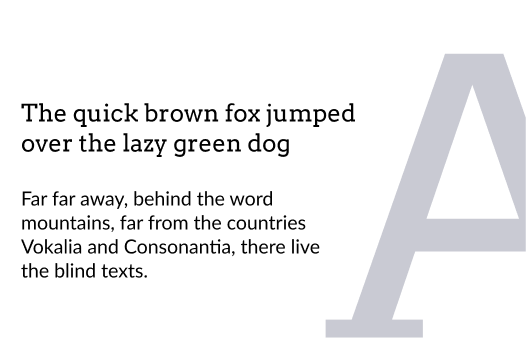 The quick brown fox jumped
over the lazy green dog
Far far away, behind the word
mountains, far from the countries
Vokalia and Consonantia, there live
the blind texts.
A